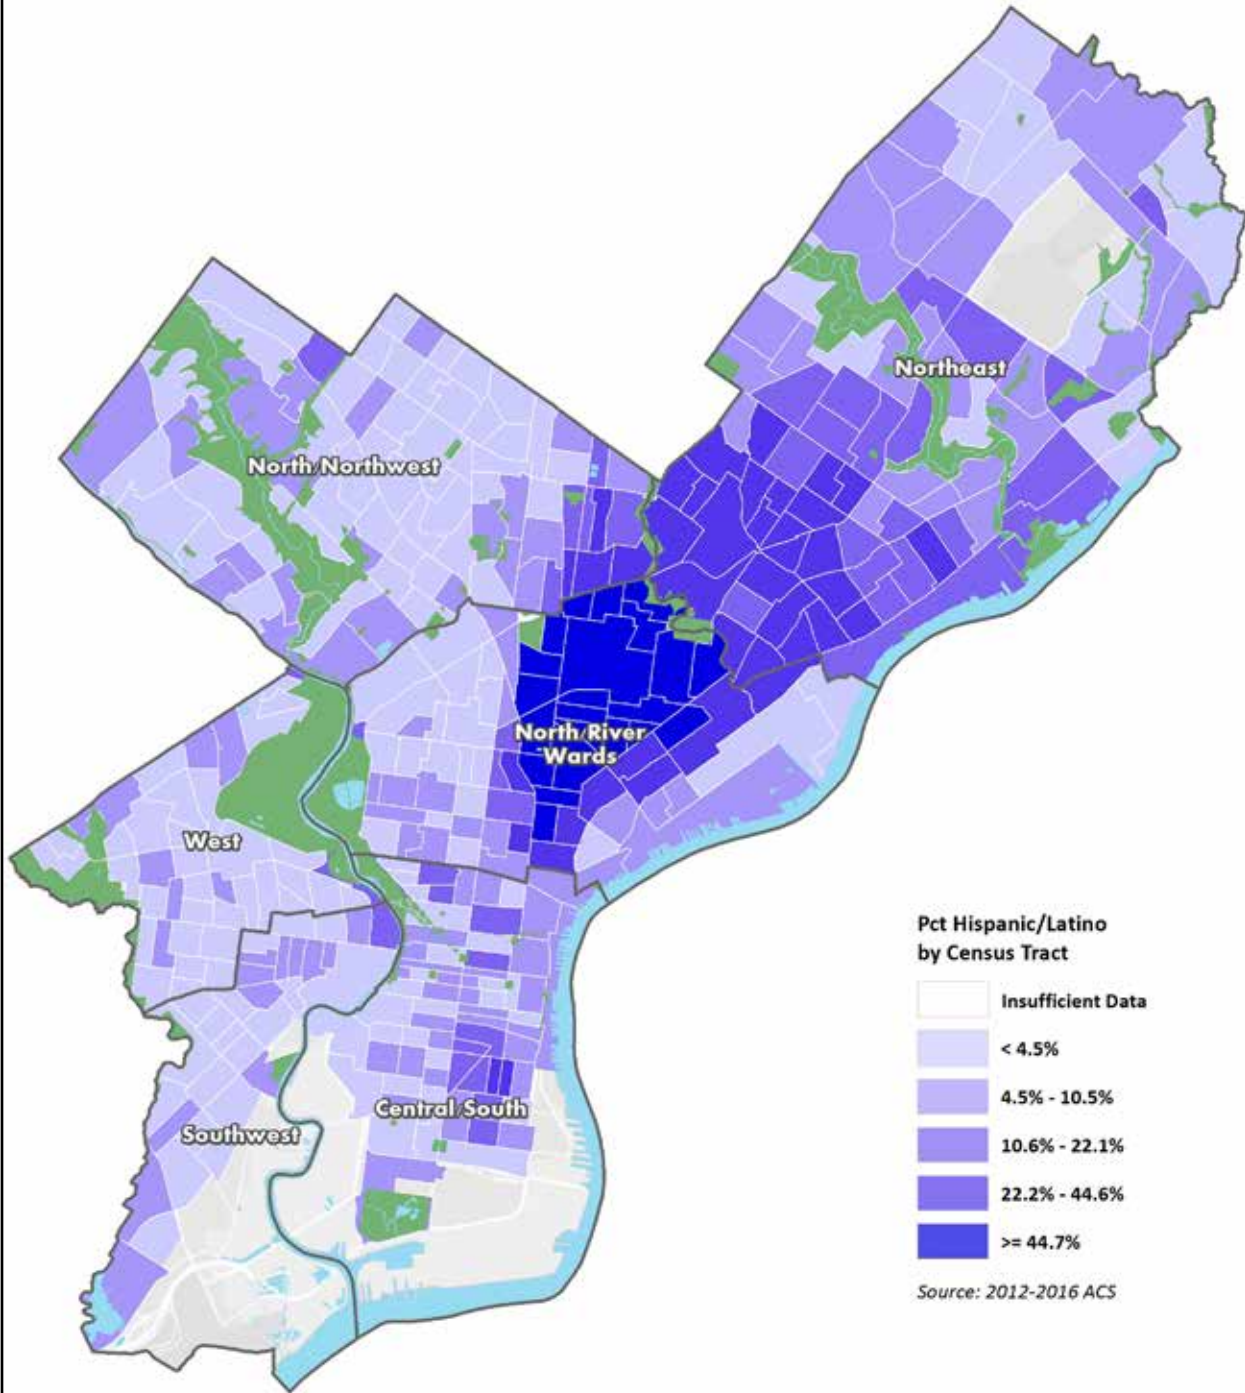 Northeast
North/Northwest
North/River
Wards
West
Central/South
Southwest
Pct Hispanic/Latino
by Census Tract
Insufficient Data
< 4.5%
4.5% - 10.5%
10.6% - 22.1%
22.2% - 44.6%
>= 44.7%
Source: 2012-2016 ACS